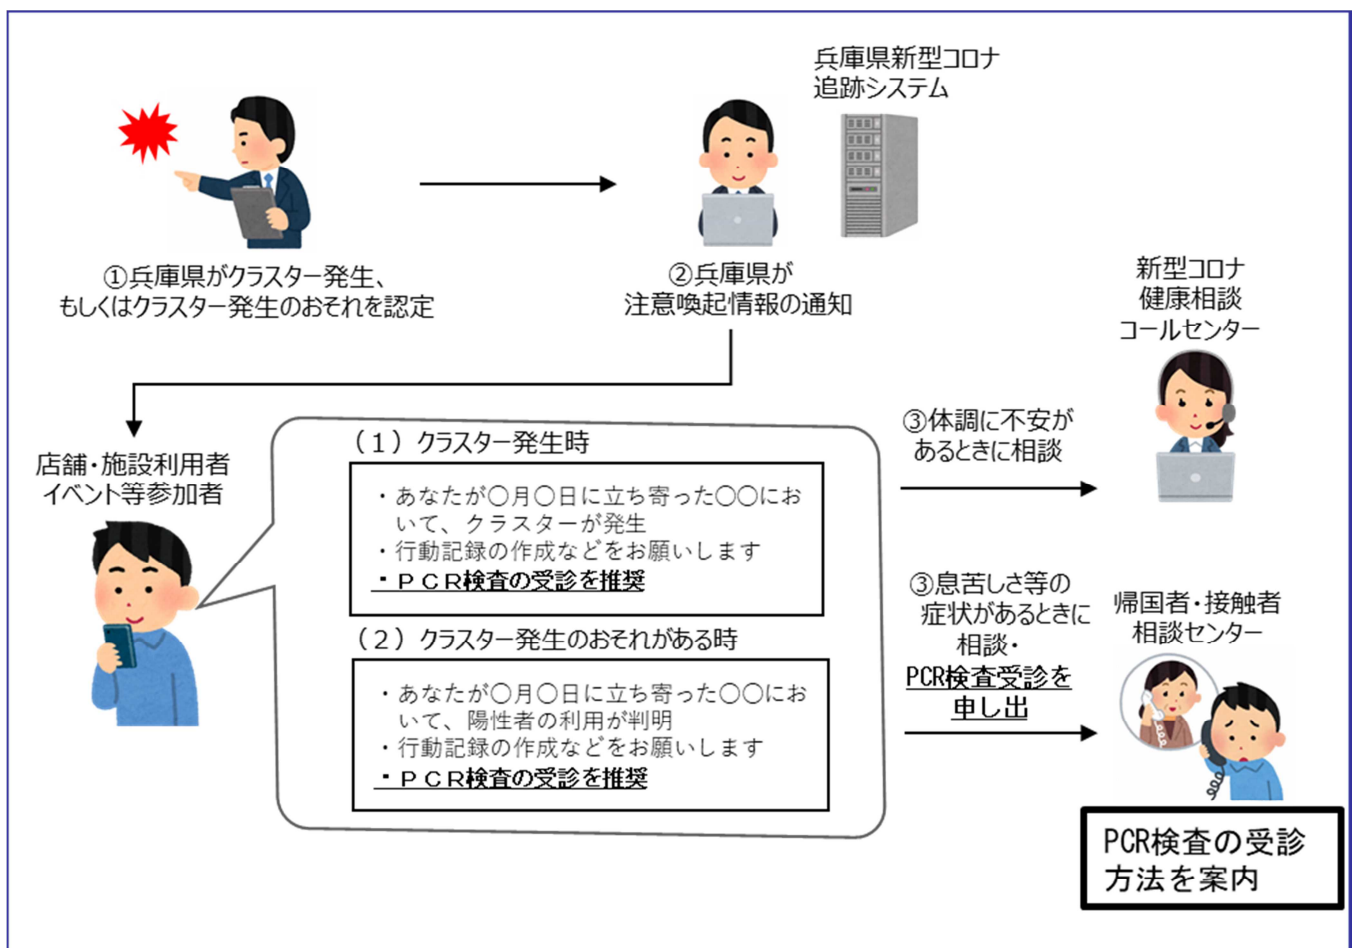 兵庫県新型コロナ
追跡システム
①兵庫県がクラスター発生、
もしくはクラスター発生のおそれを認定
②兵庫県が
注意喚起情報の通知
新型コロナ
健康相談
コールセンター
店舗・施設利用者
イベント等参加者
（１）クラスター発生時
・あなたが〇月〇日に立ち寄った〇〇にお
いて、クラスターが発生
・行動記録の作成などをお願いします
・ＰＣＲ検査の受診を推奨
（２）クラスター発生のおそれがある時
・あなたが〇月〇日に立ち寄った〇〇にお
いて、陽性者の利用が判明
・行動記録の作成などをお願いします
・ＰＣＲ検査の受診を推奨
③体調に不安が
あるときに相談
③息苦しさ等の
症状があるときに
相談・
PCR検査受診を
申し出
帰国者・接触者
相談センター
PCR検査の受診
方法を案内